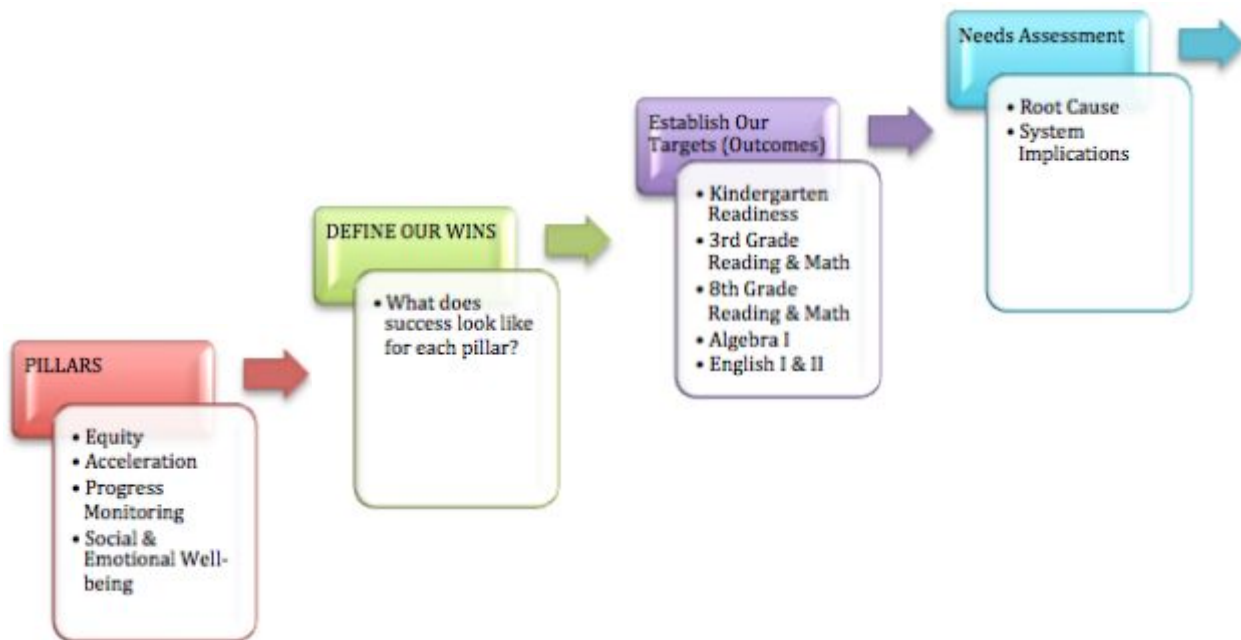 PILLARS
• Equity
• Acceleration
• Progress
Monitoring
• Social &
Emotional Well-
being
DEFINE OUR WINS
• What does
success look like
for each pillar?
Establish Our
Targets (Outcomes)
• Kindergarten
Readiness
• 3rd Grade
Reading & Math
• 8th Grade
Reading & Math
• Algebra I
• English I & II
Needs Assessment
• Root Cause
• System
Implications